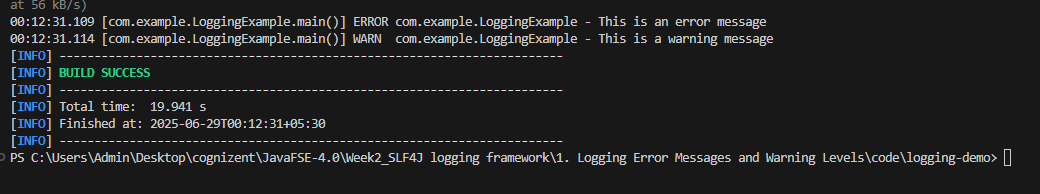 at 56 kB/s)
00:12:31.109 [com.example.LoggingExample.main()] ERROR com.example.LoggingExample - This is an error message
00:12:31.114 [com.example.LoggingExample.main()] WARN  com.example.LoggingExample - This is a warning message
[INFO] ------------------------------------------------------------------------
[INFO] BUILD SUCCESS
[INFO] ------------------------------------------------------------------------
[INFO] Total time:  19.941 s
[INFO] Finished at: 2025-06-29T00:12:31+05:30
[INFO] ------------------------------------------------------------------------
PS C:\Users\Admin\Desktop\cognizent\JavaFSE-4.0\Week2_SLF4J logging framework\1. Logging Error Messages and Warning Levels\code\logging-demo>